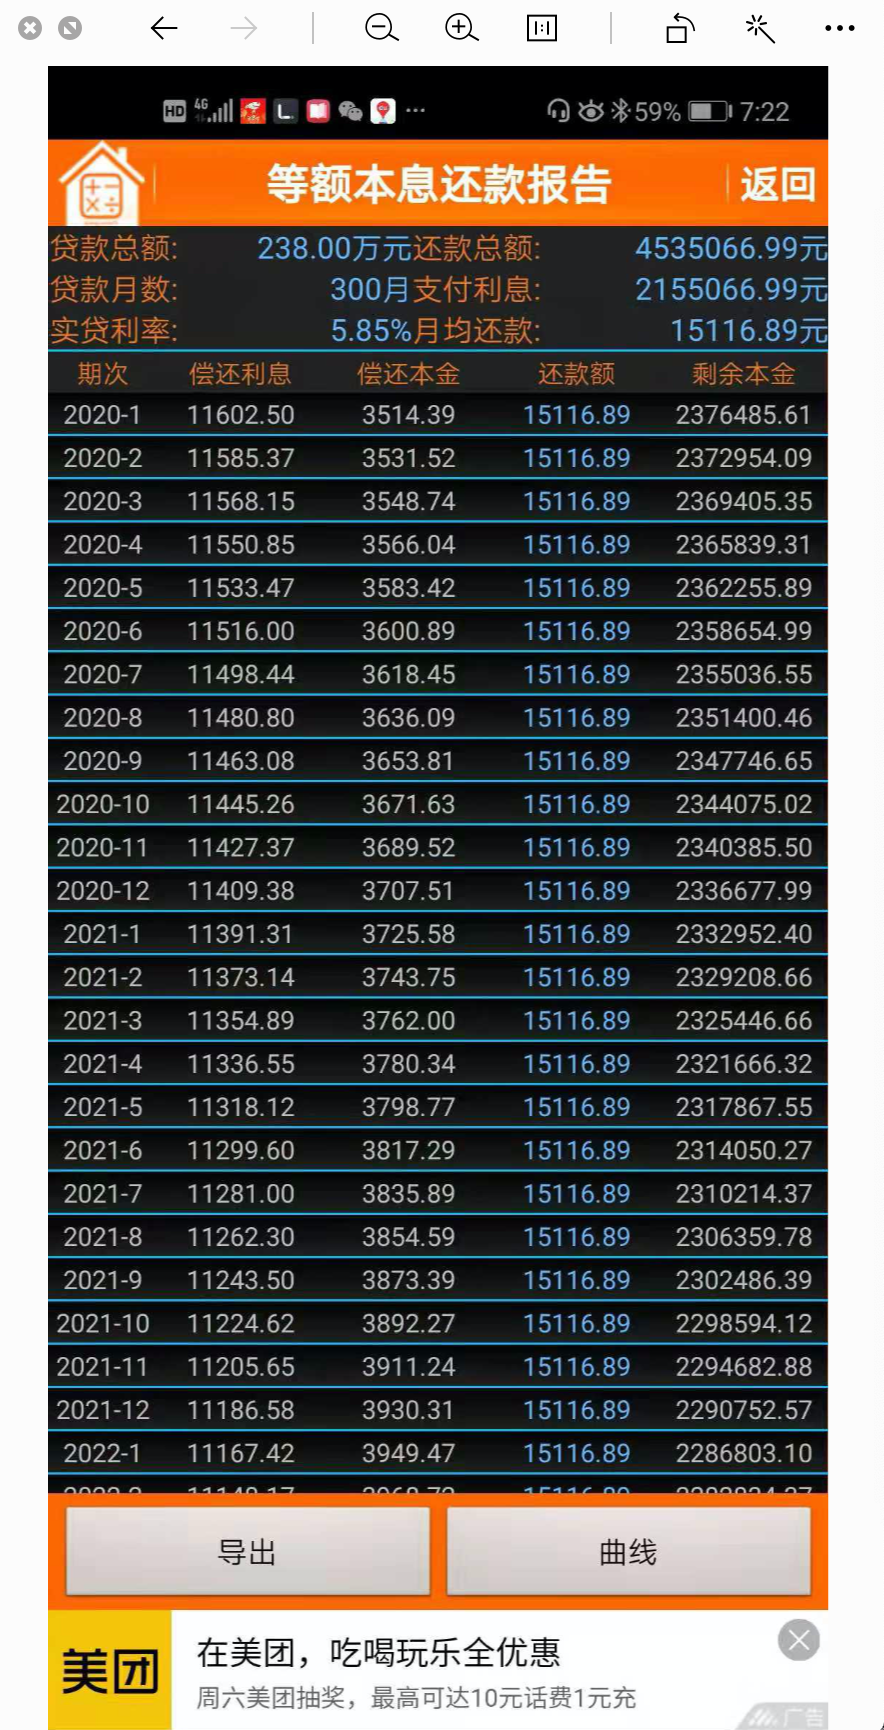 HD 4G L. 59% 7:22
等额本息还款报告 返回
贷款总额: 238.00万元还款总额: 4535066.99元
贷款月数: 300月支付利息: 2155066.99元
实贷利率: 5.85%月均还款: 15116.89元
期次 偿还利息 偿还本金 还款额 剩余本金
2020-1 11602.50 3514.39 15116.89 2376485.61
2020-2 11585.37 3531.52 15116.89 2372954.09
2020-3 11568.15 3548.74 15116.89 2369405.35
2020-4 11550.85 3566.04 15116.89 2365839.31
2020-5 11533.47 3583.42 15116.89 2362255.89
2020-6 11516.00 3600.89 15116.89 2358654.99
2020-7 11498.44 3618.45 15116.89 2355036.55
2020-8 11480.80 3636.09 15116.89 2351400.46
2020-9 11463.08 3653.81 15116.89 2347746.65
2020-10 11445.26 3671.63 15116.89 2344075.02
2020-11 11427.37 3689.52 15116.89 2340385.50
2020-12 11409.38 3707.51 15116.89 2336677.99
2021-1 11391.31 3725.58 15116.89 2332952.40
2021-2 11373.14 3743.75 15116.89 2329208.66
2021-3 11354.89 3762.00 15116.89 2325446.66
2021-4 11336.55 3780.34 15116.89 2321666.32
2021-5 11318.12 3798.77 15116.89 2317867.55
2021-6 11299.60 3817.29 15116.89 2314050.27
2021-7 11281.00 3835.89 15116.89 2310214.37
2021-8 11262.30 3854.59 15116.89 2306359.78
2021-9 11243.50 3873.39 15116.89 2302486.39
2021-10 11224.62 3892.27 15116.89 2298594.12
2021-11 11205.65 3911.24 15116.89 2294682.88
2021-12 11186.58 3930.31 15116.89 2290752.57
2022-1 11167.42 3949.47 15116.89 2286803.10
导出 曲线
美团 在美团，吃喝玩乐全优惠
周六美团抽奖，最高可达10元话费1元充
广告